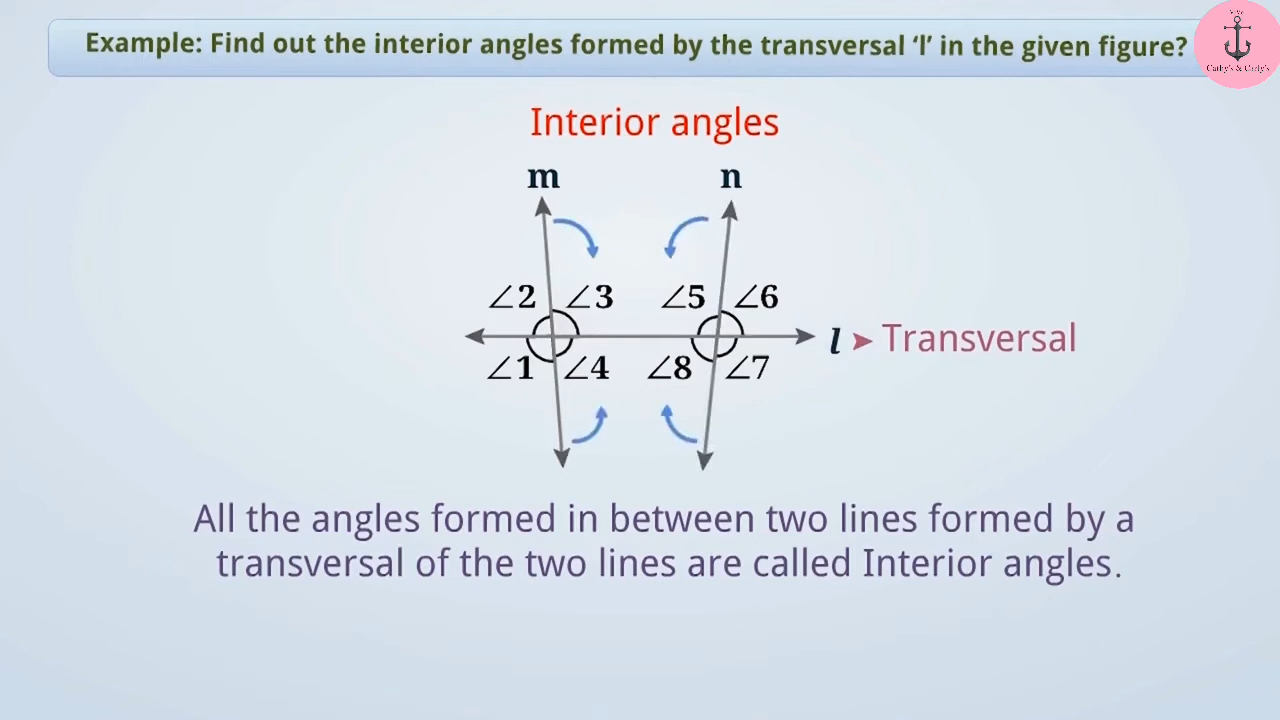 Example: Find out the interior angles formed by the transversal ‘l’ in the given figure?
Cathy's & Carly's
Interior angles
m n
∠2 ∠3 ∠5 ∠6
l ➤ Transversal
∠1 ∠4 ∠8 ∠7
All the angles formed in between two lines formed by a
transversal of the two lines are called Interior angles.